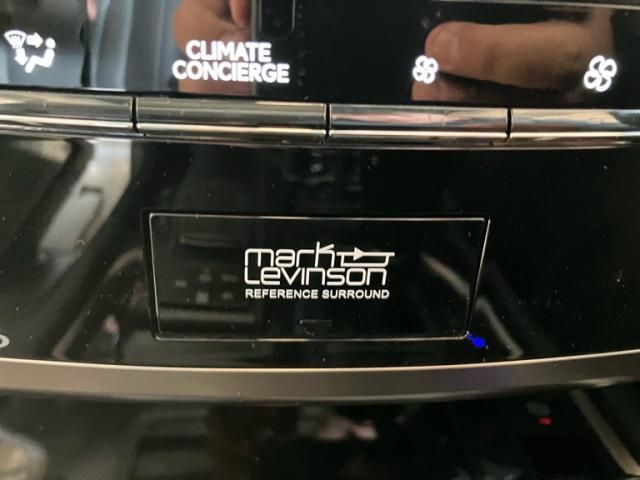 CLIMATE
CONCIERGE
mark
LeVINSON
REFERENCE SURROUND